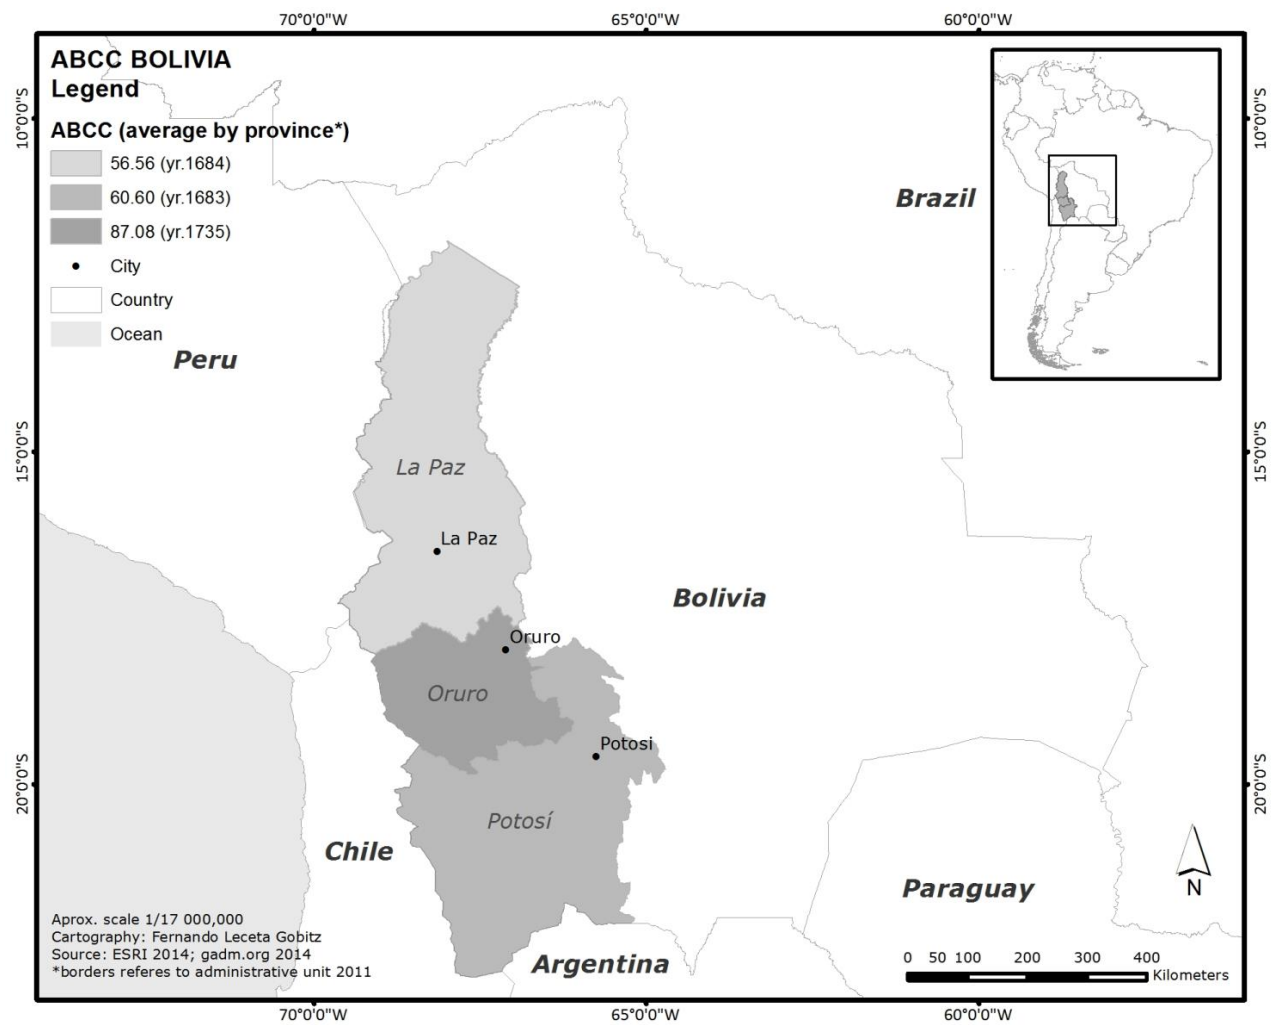 70°0'0"W 65°0'0"W 60°0'0"W
ABCC BOLIVIA
Legend
ABCC (average by province*)
56.56 (yr.1684)
60.60 (yr.1683)
87.08 (yr.1735)
City
Country
Ocean
10°0'0"S
10°0'0"S
Brazil
Peru
15°0'0"S
15°0'0"S
La Paz
La Paz
Bolivia
Oruro
Oruro
Potosi
20°0'0"S
20°0'0"S
Potosí
Chile
Paraguay
N
Argentina
Aprox. scale 1/17 000,000
Cartography: Fernando Leceta Gobitz
Source: ESRI 2014; gadm.org 2014
*borders referes to administrative unit 2011
0 50 100 200 300 400
Kilometers
70°0'0"W 65°0'0"W 60°0'0"W